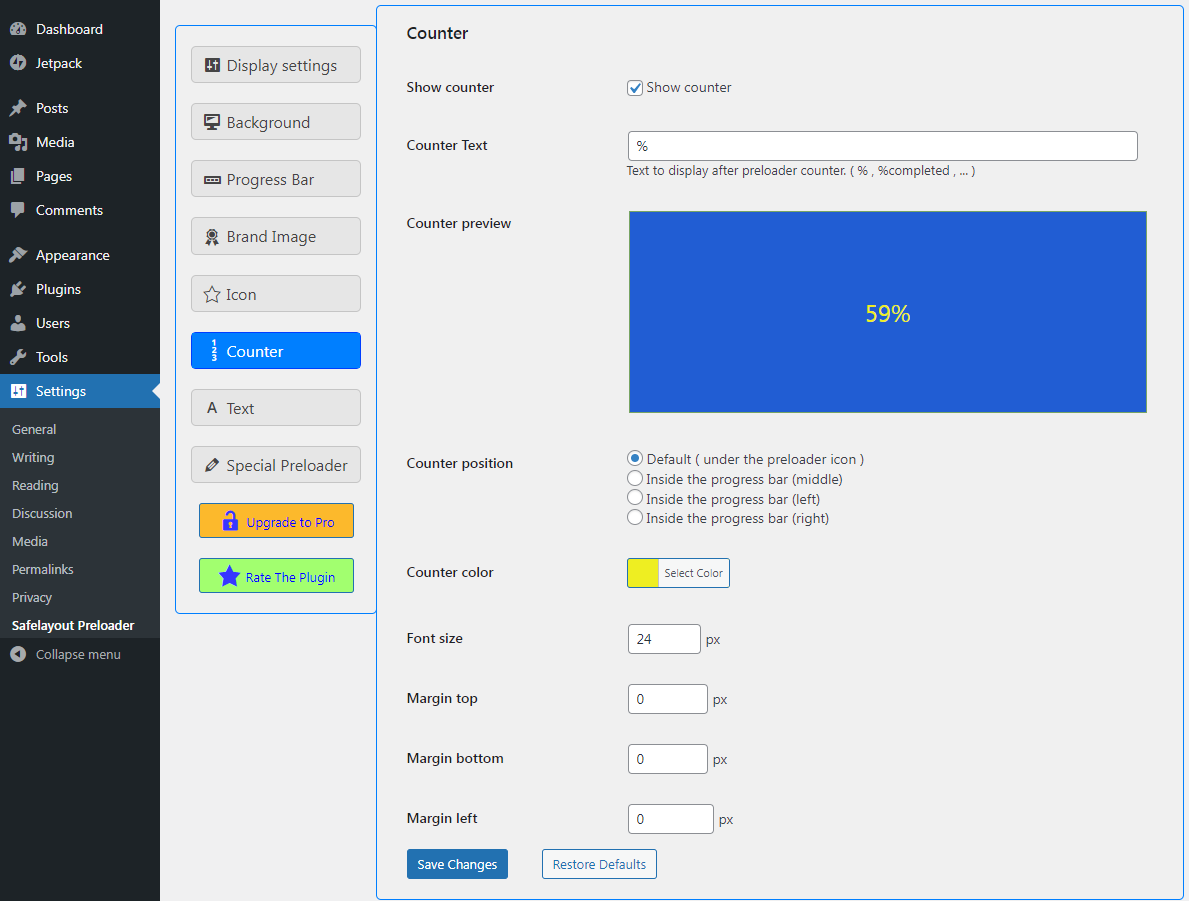 Dashboard
Jetpack
Posts
Media
Pages
Comments
Appearance
Plugins
Users
Tools
Settings
General
Writing
Reading
Discussion
Media
Permalinks
Privacy
Safelayout Preloader
Collapse menu
Display settings
Background
Progress Bar
Brand Image
Icon
1
2
3
Counter
A Text
Special Preloader
Upgrade to Pro
Rate The Plugin
Counter
Show counter
Show counter
Counter Text
%
Text to display after preloader counter. ( % , %completed , ... )
Counter preview
59%
Counter position
Default ( under the preloader icon )
Inside the progress bar (middle)
Inside the progress bar (left)
Inside the progress bar (right)
Counter color
Select Color
Font size
24 px
Margin top
0 px
Margin bottom
0 px
Margin left
0 px
Save Changes
Restore Defaults